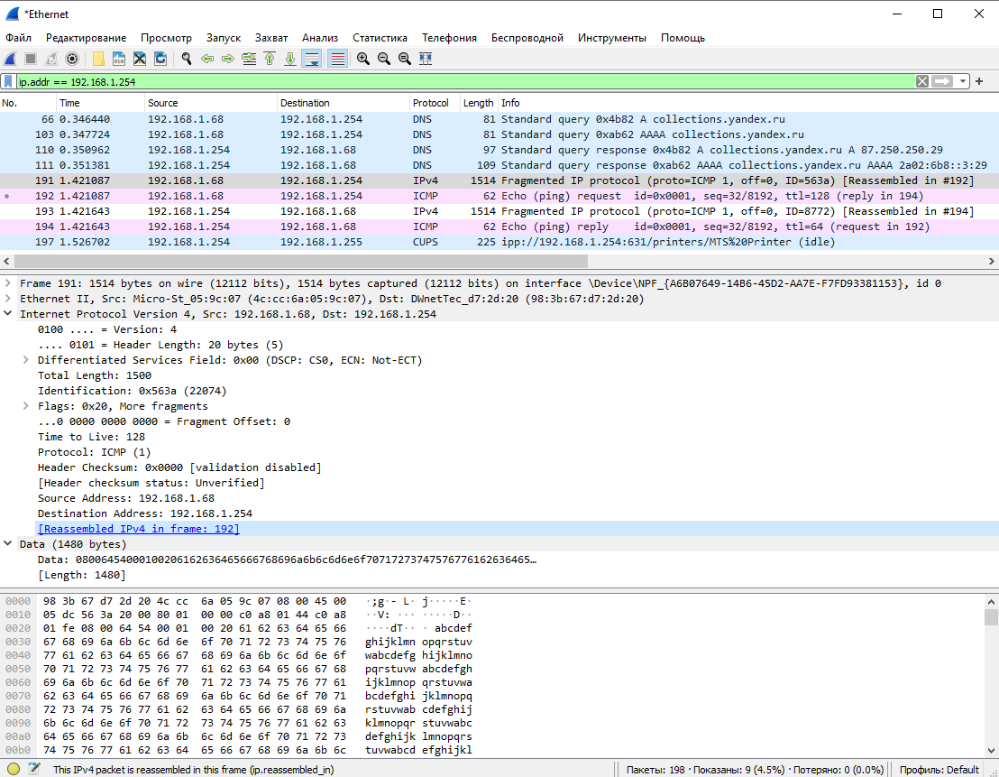 *Ethernet
Файл Редактирование Просмотр Запуск Захват Анализ Статистика Телефония Беспроводной Инструменты Помощь
ip.addr == 192.168.1.254
No. Time Source Destination Protocol Length Info
66 0.346440 192.168.1.68 192.168.1.254 DNS 81 Standard query 0x4b82 A collections.yandex.ru
103 0.347724 192.168.1.68 192.168.1.254 DNS 81 Standard query 0xab62 AAAA collections.yandex.ru
110 0.350962 192.168.1.254 192.168.1.68 DNS 97 Standard query response 0x4b82 A collections.yandex.ru A 87.250.250.29
111 0.351381 192.168.1.254 192.168.1.68 DNS 109 Standard query response 0xab62 AAAA collections.yandex.ru AAAA 2a02:6b8::3:29
191 1.421087 192.168.1.68 192.168.1.254 IPv4 1514 Fragmented IP protocol (proto=ICMP 1, off=0, ID=563a) [Reassembled in #192]
192 1.421087 192.168.1.68 192.168.1.254 ICMP 62 Echo (ping) request id=0x0001, seq=32/8192, ttl=128 (reply in 194)
193 1.421643 192.168.1.254 192.168.1.68 IPv4 1514 Fragmented IP protocol (proto=ICMP 1, off=0, ID=8772) [Reassembled in #194]
194 1.421643 192.168.1.254 192.168.1.68 ICMP 62 Echo (ping) reply id=0x0001, seq=32/8192, ttl=64 (request in 192)
197 1.526702 192.168.1.254 192.168.1.255 CUPS 225 ipp://192.168.1.254:631/printers/MTS%20Printer (idle)
Frame 191: 1514 bytes on wire (12112 bits), 1514 bytes captured (12112 bits) on interface \Device\NPF_{A6B07649-14B6-45D2-AA7E-F7FD93381153}, id 0
Ethernet II, Src: Micro-St_05:9c:07 (4c:cc:6a:05:9c:07), Dst: DWnetTec_d7:2d:20 (98:3b:67:d7:2d:20)
Internet Protocol Version 4, Src: 192.168.1.68, Dst: 192.168.1.254
0100 .... = Version: 4
.... 0101 = Header Length: 20 bytes (5)
Differentiated Services Field: 0x00 (DSCP: CS0, ECN: Not-ECT)
Total Length: 1500
Identification: 0x563a (22074)
Flags: 0x20, More fragments
...0 0000 0000 0000 = Fragment Offset: 0
Time to Live: 128
Protocol: ICMP (1)
Header Checksum: 0x0000 [validation disabled]
[Header checksum status: Unverified]
Source Address: 192.168.1.68
Destination Address: 192.168.1.254
[Reassembled IPv4 in frame: 192]
Data (1480 bytes)
Data: 08006454000100206162636465666768696a6b6c6d6e6f7071727374757677616263646​5…
[Length: 1480]
0000 98 3b 67 d7 2d 20 4c cc 6a 05 9c 07 08 00 45 00 ·;g·- L· j·····E·
0010 05 dc 56 3a 20 00 80 01 00 00 c0 a8 01 44 c0 a8 ··V: ··· ·····D··
0020 01 fe 08 00 64 54 00 01 00 20 61 62 63 64 65 66 ····dT·· · abcdef
0030 67 68 69 6a 6b 6c 6d 6e 6f 70 71 72 73 74 75 76 ghijklmn opqrstuv
0040 77 61 62 63 64 65 66 67 68 69 6a 6b 6c 6d 6e 6f wabcdefg hijklmno
0050 70 71 72 73 74 75 76 77 61 62 63 64 65 66 67 68 pqrstuvw abcdefgh
0060 69 6a 6b 6c 6d 6e 6f 70 71 72 73 74 75 76 77 61 ijklmnop qrstuvwa
0070 62 63 64 65 66 67 68 69 6a 6b 6c 6d 6e 6f 70 71 bcdefghi jklmnopq
0080 72 73 74 75 76 77 61 62 63 64 65 66 67 68 69 6a rstuvwab cdefghij
0090 6b 6c 6d 6e 6f 70 71 72 73 74 75 76 77 61 62 63 klmnopqr stuvwabc
00a0 64 65 66 67 68 69 6a 6b 6c 6d 6e 6f 70 71 72 73 defghijk lmnopqrs
00b0 74 75 76 77 61 62 63 64 65 66 67 68 69 6a 6b 6c tuvwabcd efghijkl
This IPv4 packet is reassembled in this frame (ip.reassembled_in) Пакеты: 198 · Показаны: 9 (4.5%) · Потеряно: 0 (0.0%) Профиль: Default